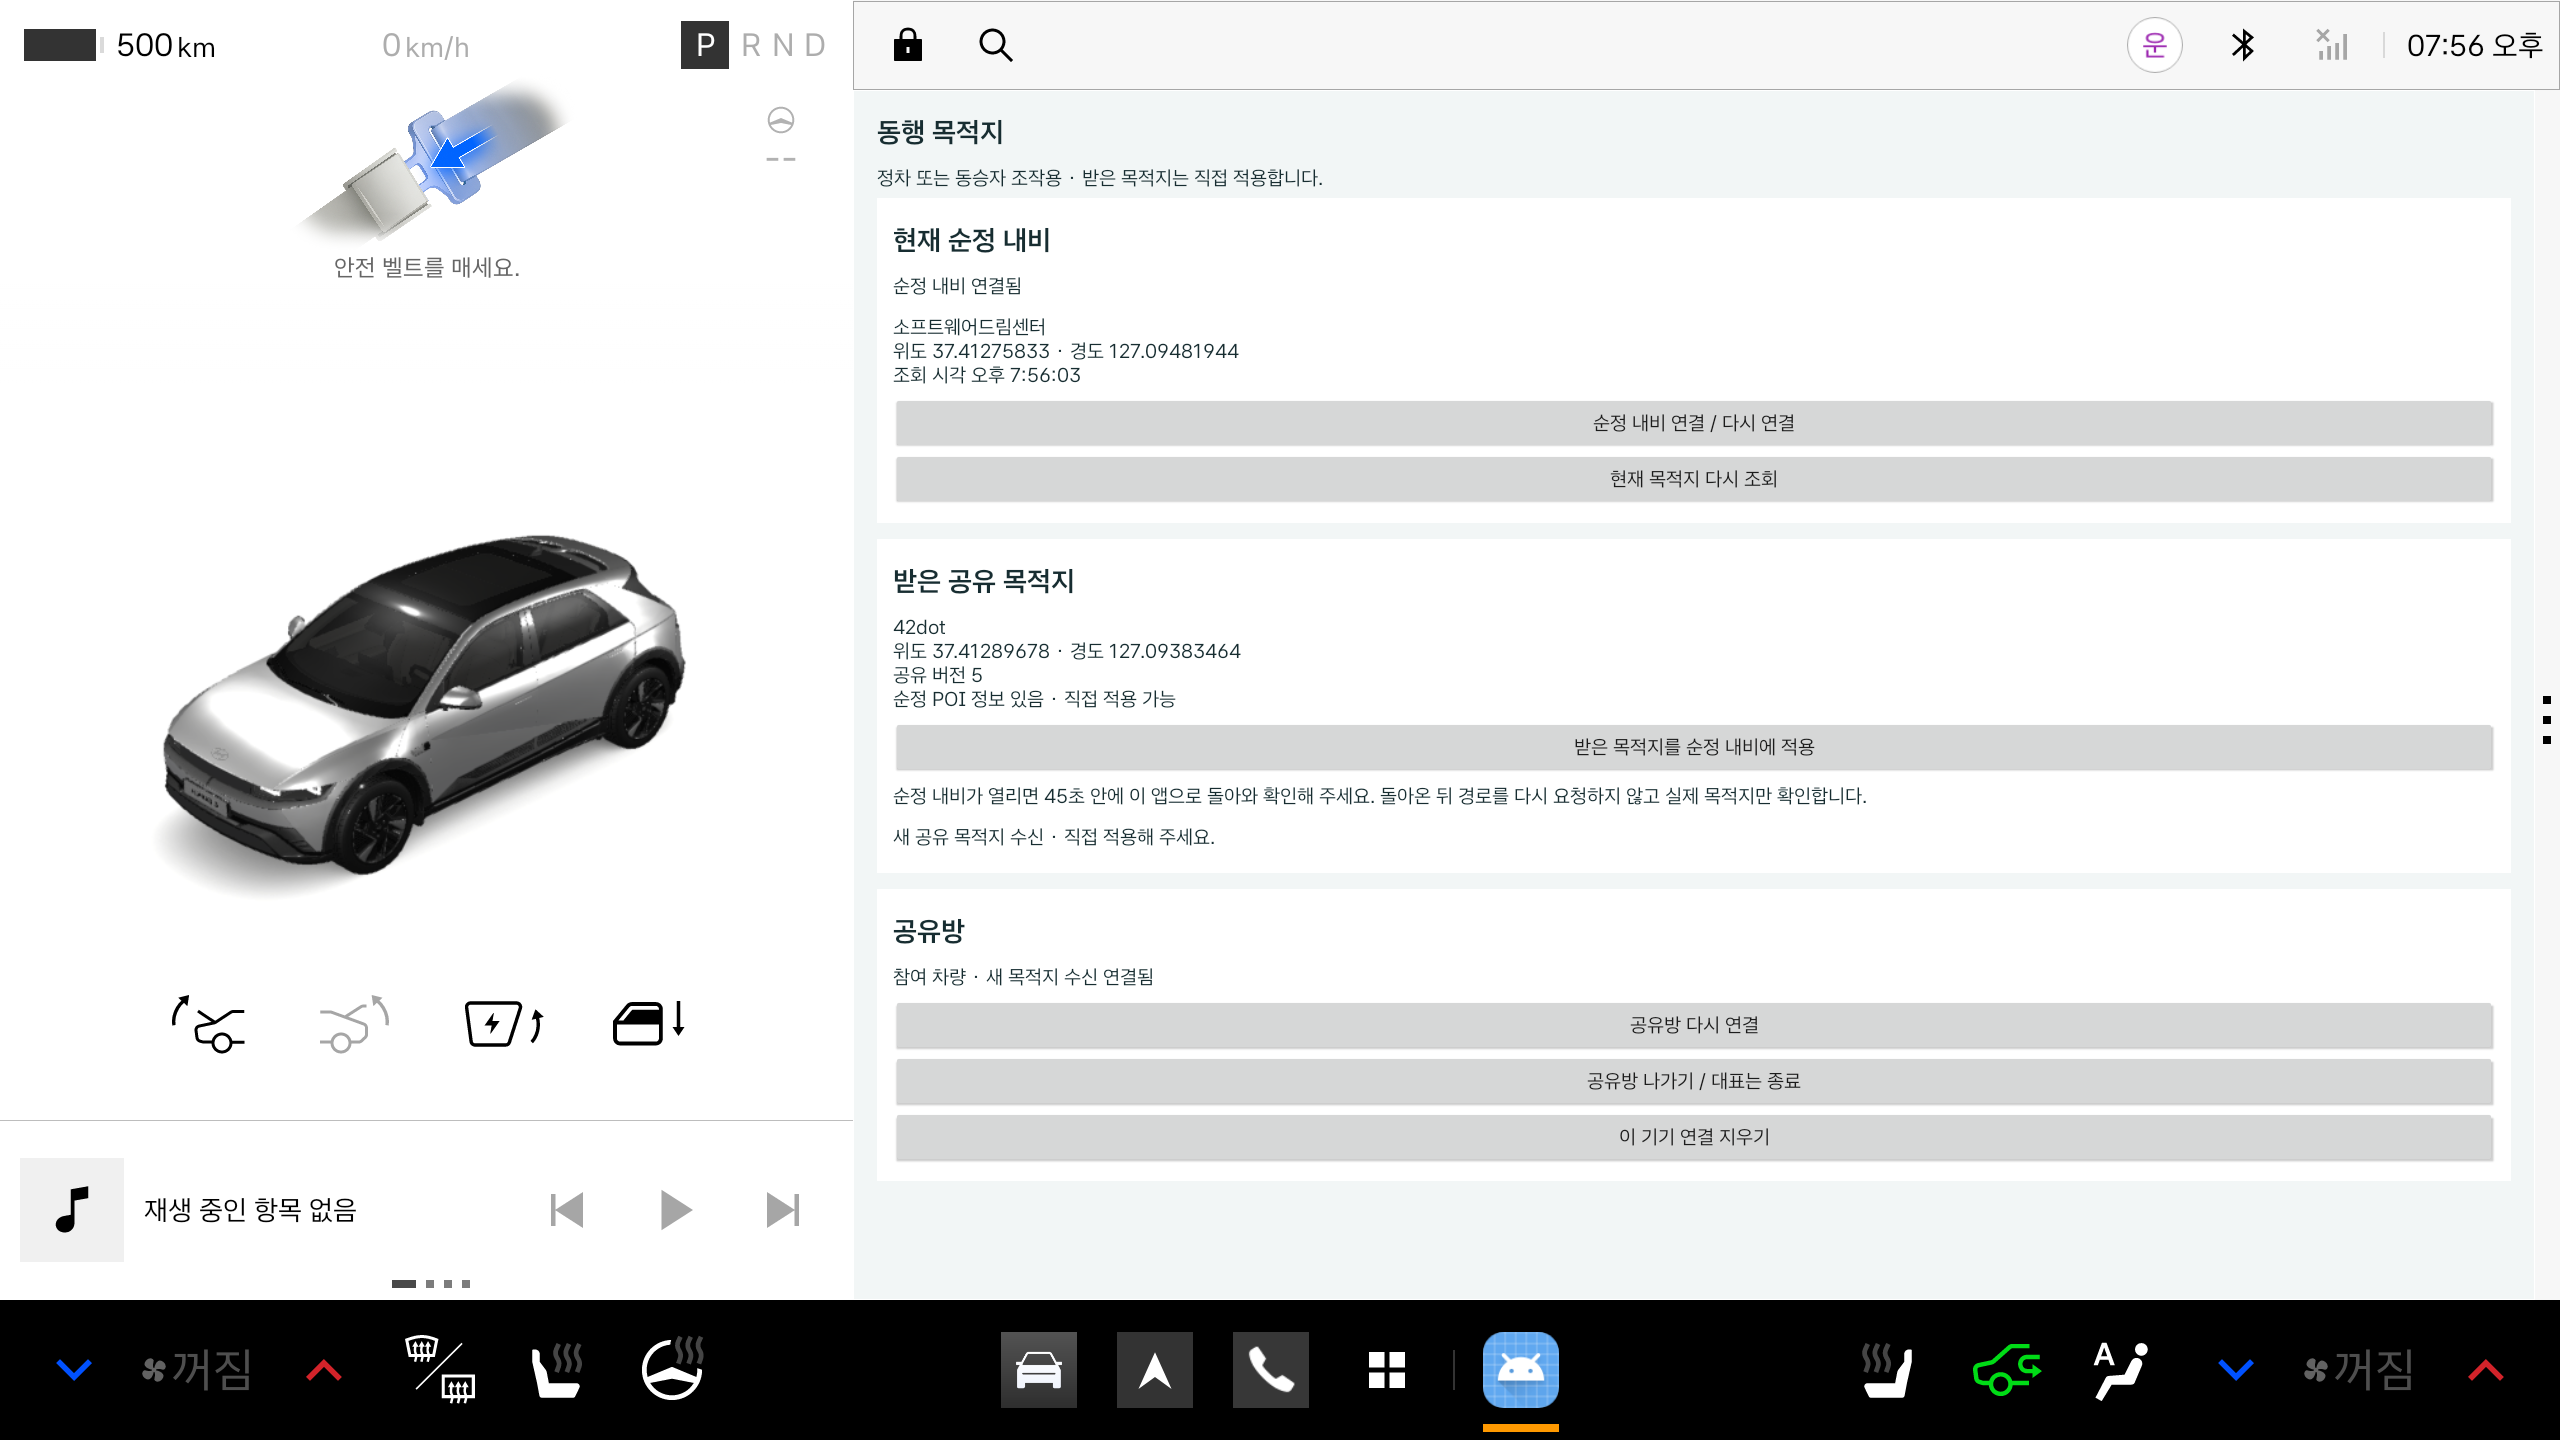 500 km
0 km/h
P R N D
운
07:56 오후
안전 벨트를 매세요.
동행 목적지
정차 또는 동승자 조작용 · 받은 목적지는 직접 적용합니다.
현재 순정 내비
순정 내비 연결됨
소프트웨어드림센터
위도 37.41275833 · 경도 127.09481944
조회 시각 오후 7:56:03
순정 내비 연결 / 다시 연결
현재 목적지 다시 조회
받은 공유 목적지
42dot
위도 37.41289678 · 경도 127.09383464
공유 버전 5
순정 POI 정보 있음 · 직접 적용 가능
받은 목적지를 순정 내비에 적용
순정 내비가 열리면 45초 안에 이 앱으로 돌아와 확인해 주세요. 돌아온 뒤 경로를 다시 요청하지 않고 실제 목적지만 확인합니다.
새 공유 목적지 수신 · 직접 적용해 주세요.
공유방
참여 차량 · 새 목적지 수신 연결됨
공유방 다시 연결
공유방 나가기 / 대표는 종료
이 기기 연결 지우기
재생 중인 항목 없음
꺼짐
A
꺼짐